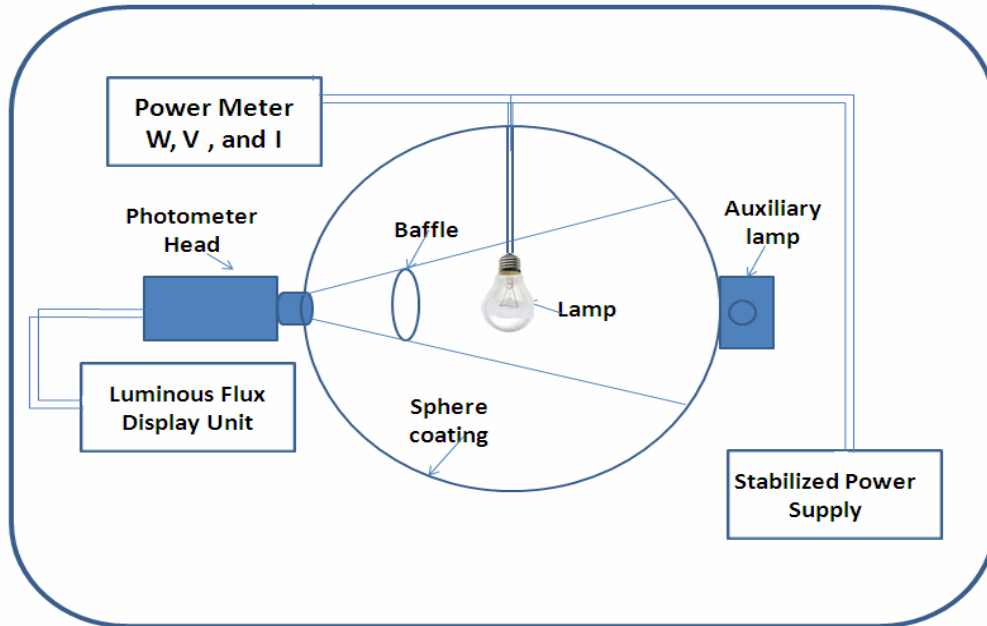 Power Meter
W, V , and I
Photometer
Head
Baffle
Auxiliary
lamp
Lamp
Luminous Flux
Display Unit
Sphere
coating
Stabilized Power
Supply